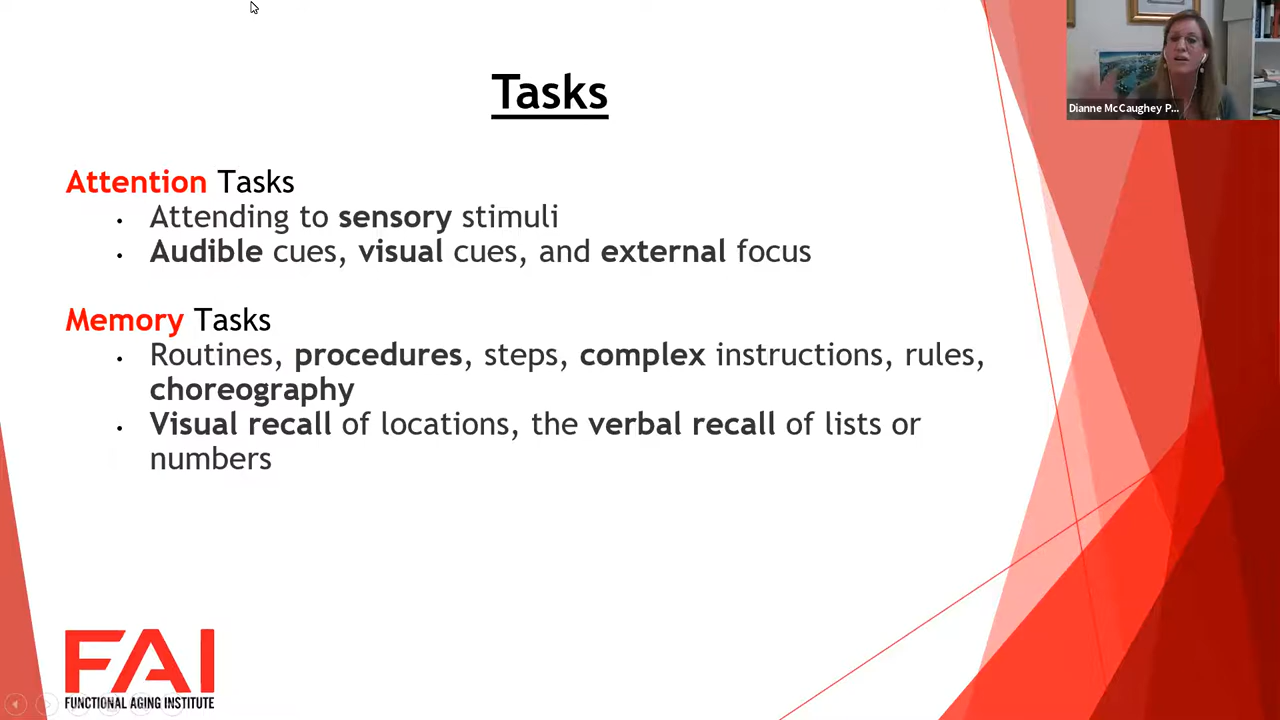 Tasks
Dianne McCaughey P...
Attention Tasks
• Attending to sensory stimuli
• Audible cues, visual cues, and external focus
Memory Tasks
• Routines, procedures, steps, complex instructions, rules,
choreography
• Visual recall of locations, the verbal recall of lists or
numbers
FAI
FUNCTIONAL AGING INSTITUTE